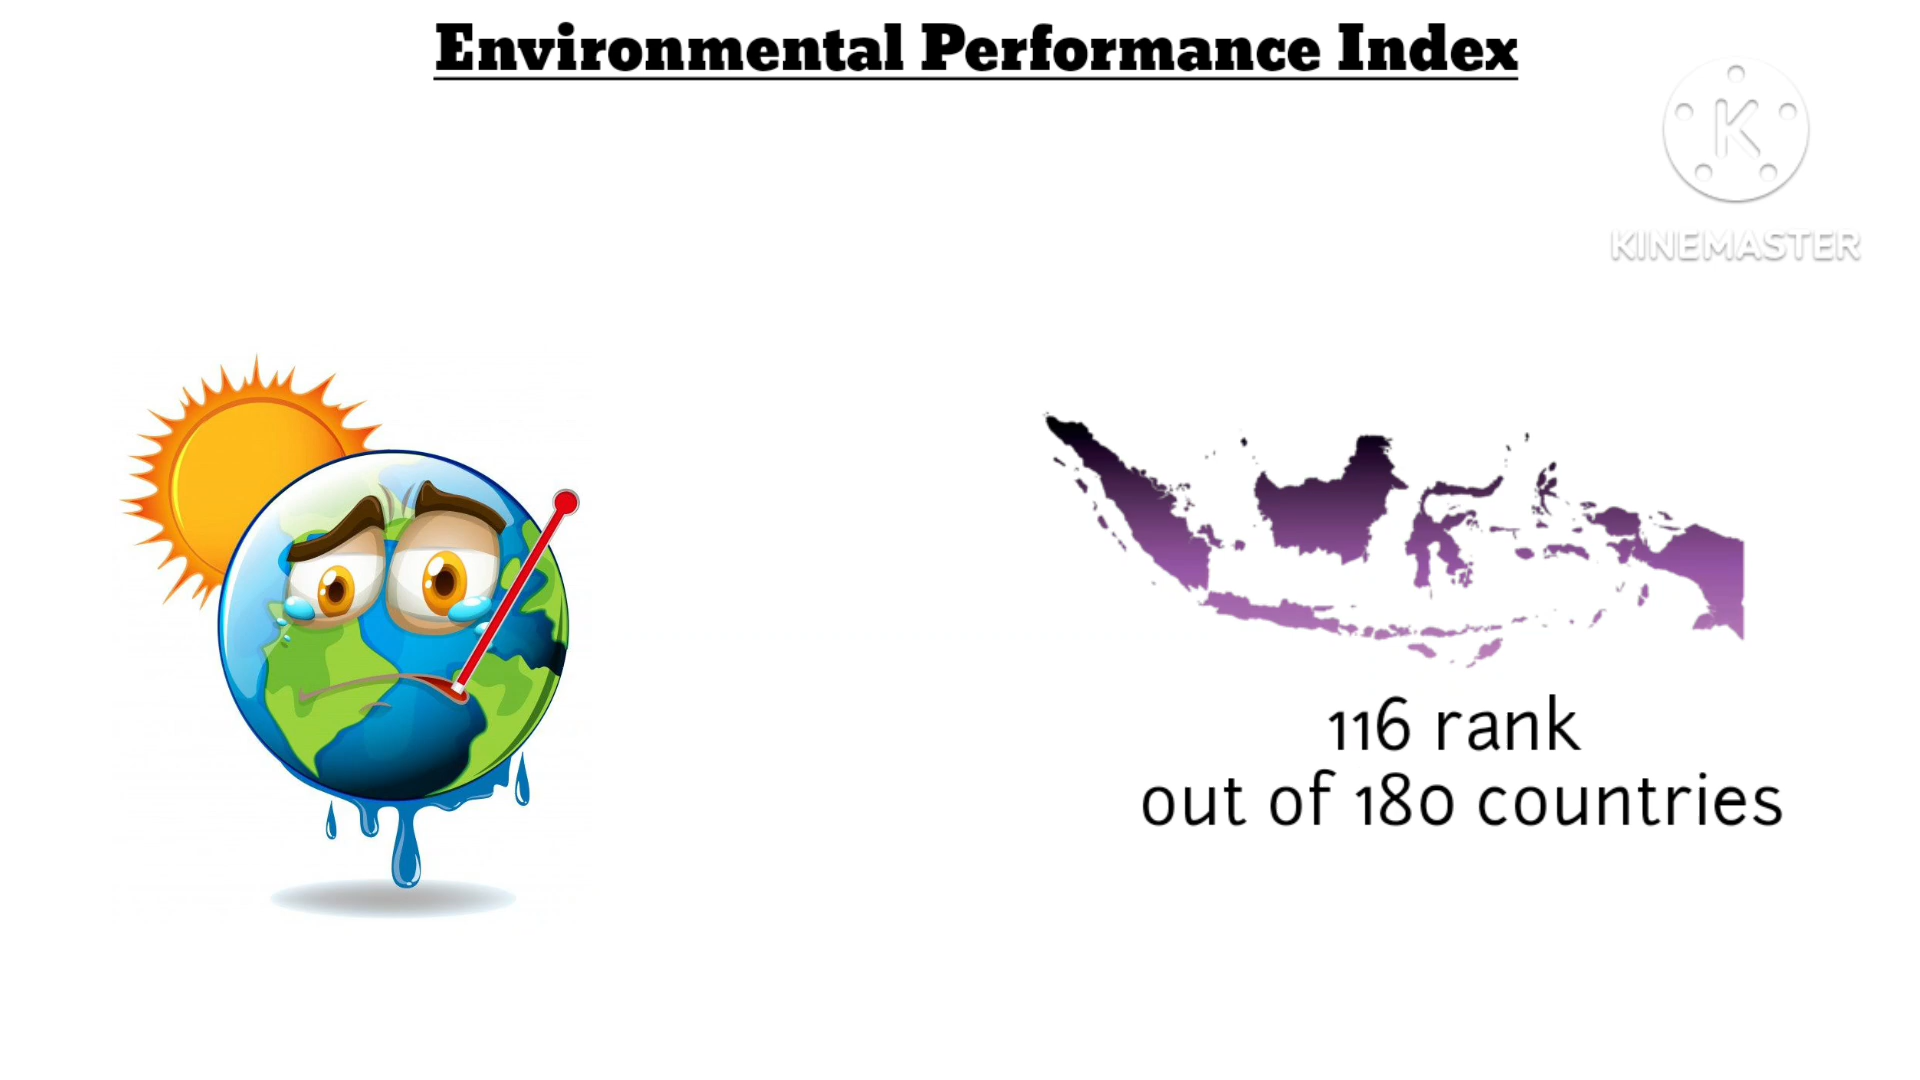 Environmental Performance Index
K
KINEMASTER
116 rank
out of 180 countries